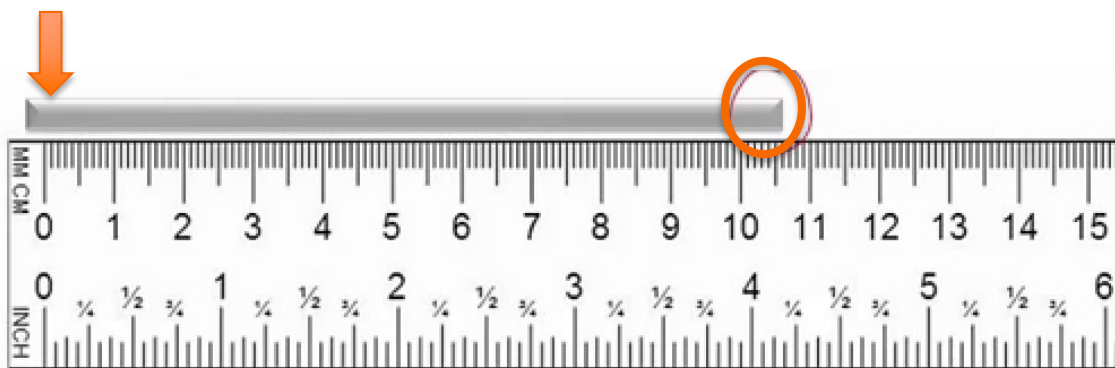 MM CM
0 1 2 3 4 5 6 7 8 9 10 11 12 13 14 15
0 ¼ ½ ¾ 1 ¼ ½ ¾ 2 ¼ ½ ¾ 3 ¼ ½ ¾ 4 ¼ ½ ¾ 5 ¼ ½ ¾ 6
INCH